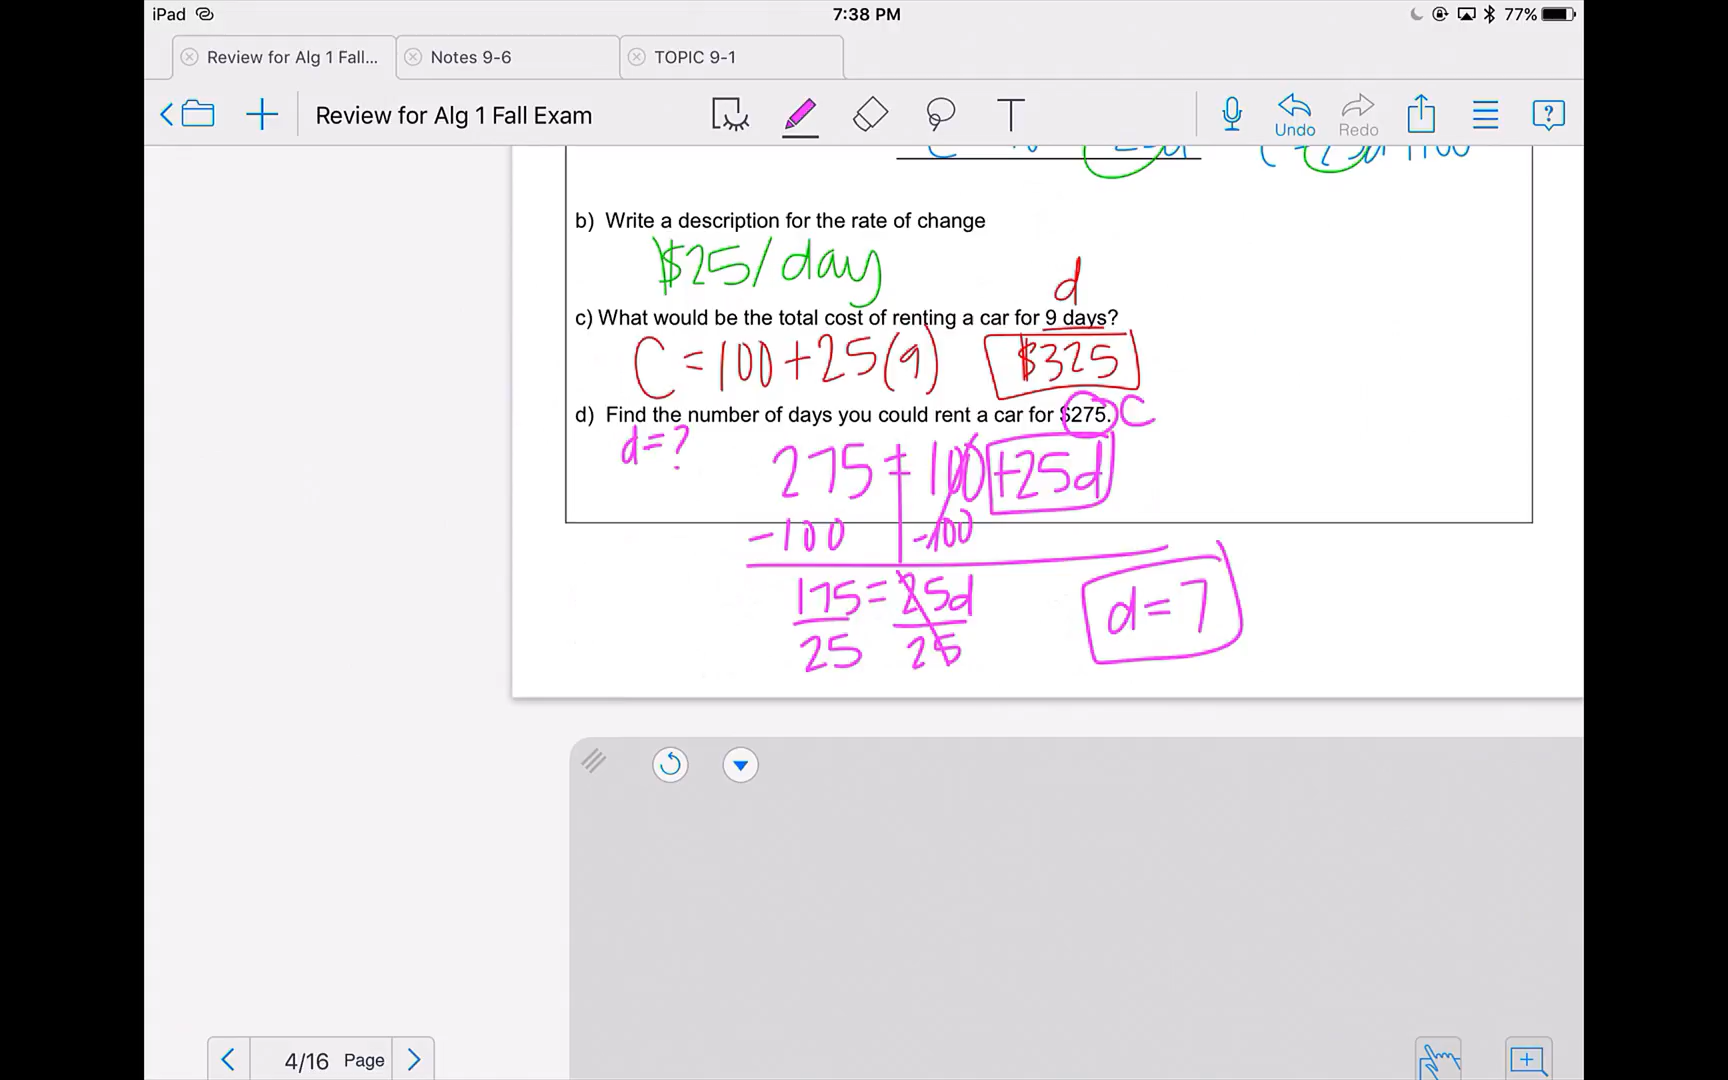 iPad 7:38 PM 77%
Review for Alg 1 Fall... Notes 9-6 TOPIC 9-1
Review for Alg 1 Fall Exam T Undo Redo ?
b) Write a description for the rate of change
$25/day
d
c) What would be the total cost of renting a car for 9 days?
C = 100 + 25(9) $325
d) Find the number of days you could rent a car for $275. C
d = ?
275 = 100 + 25d
-100 -100
175 = 25d
25 25
d = 7
4/16 Page